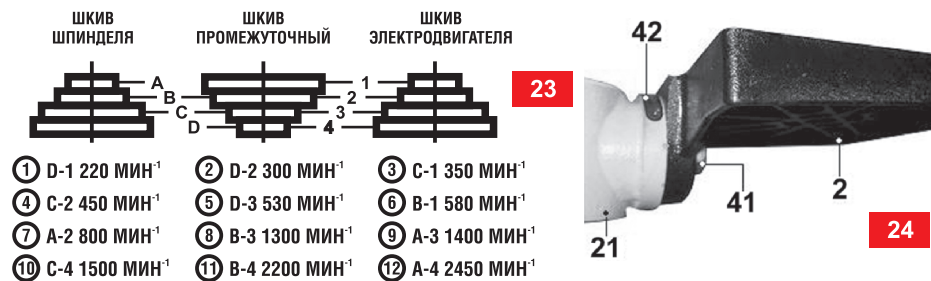 ШКИВ ШПИНДЕЛЯ
ШКИВ ПРОМЕЖУТОЧНЫЙ
ШКИВ ЭЛЕКТРОДВИГАТЕЛЯ
A
B
C
D
1
2
3
4
23
1 D-1 220 МИН⁻¹
2 D-2 300 МИН⁻¹
3 C-1 350 МИН⁻¹
4 C-2 450 МИН⁻¹
5 D-3 530 МИН⁻¹
6 B-1 580 МИН⁻¹
7 A-2 800 МИН⁻¹
8 B-3 1300 МИН⁻¹
9 A-3 1400 МИН⁻¹
10 C-4 1500 МИН⁻¹
11 B-4 2200 МИН⁻¹
12 A-4 2450 МИН⁻¹
42
41
2
21
24